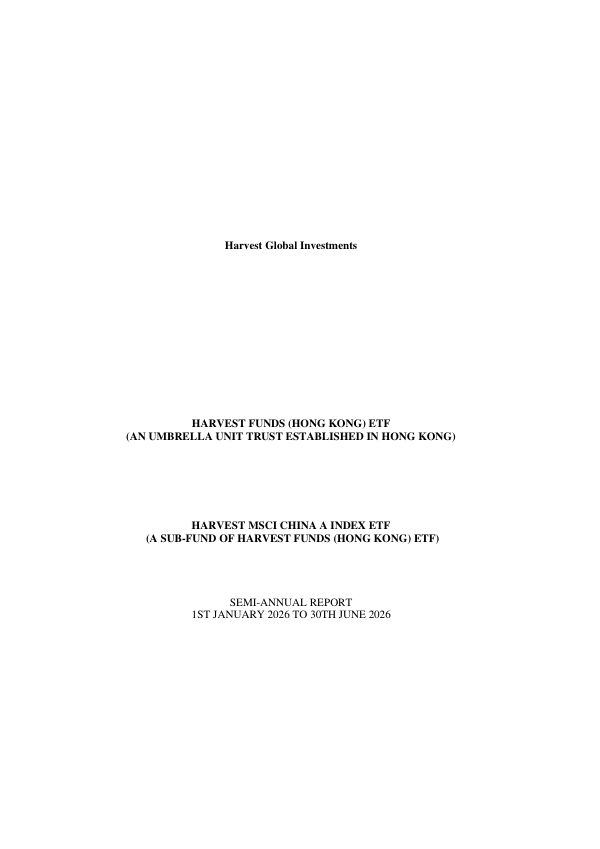 Harvest Global Investments
HARVEST FUNDS (HONG KONG) ETF
(AN UMBRELLA UNIT TRUST ESTABLISHED IN HONG KONG)
HARVEST MSCI CHINA A INDEX ETF
(A SUB-FUND OF HARVEST FUNDS (HONG KONG) ETF)
SEMI-ANNUAL REPORT
1ST JANUARY 2026 TO 30TH JUNE 2026